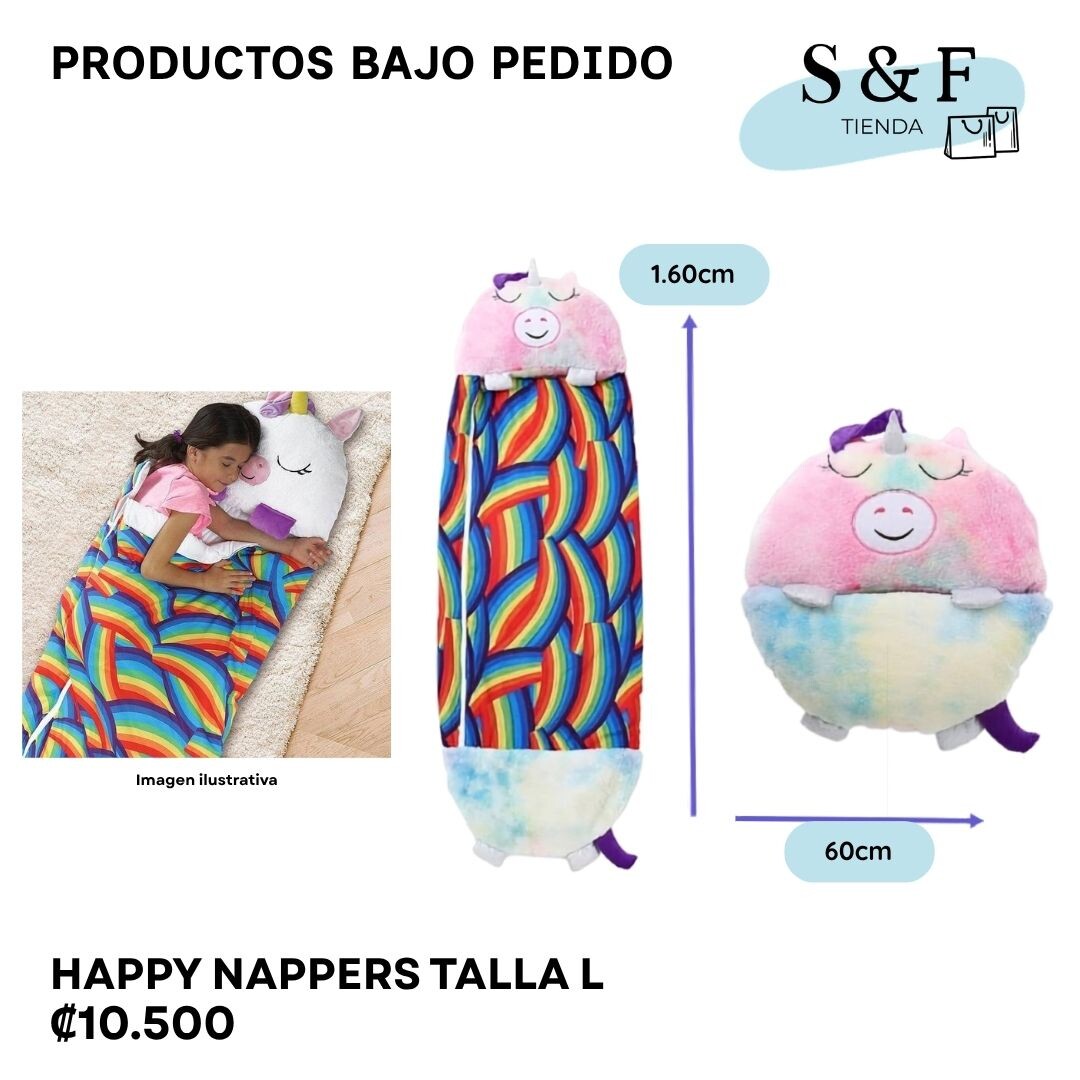 PRODUCTOS BAJO PEDIDO
S & F
TIENDA
1.60cm
Imagen ilustrativa
60cm
HAPPY NAPPERS TALLA L
₡10.500